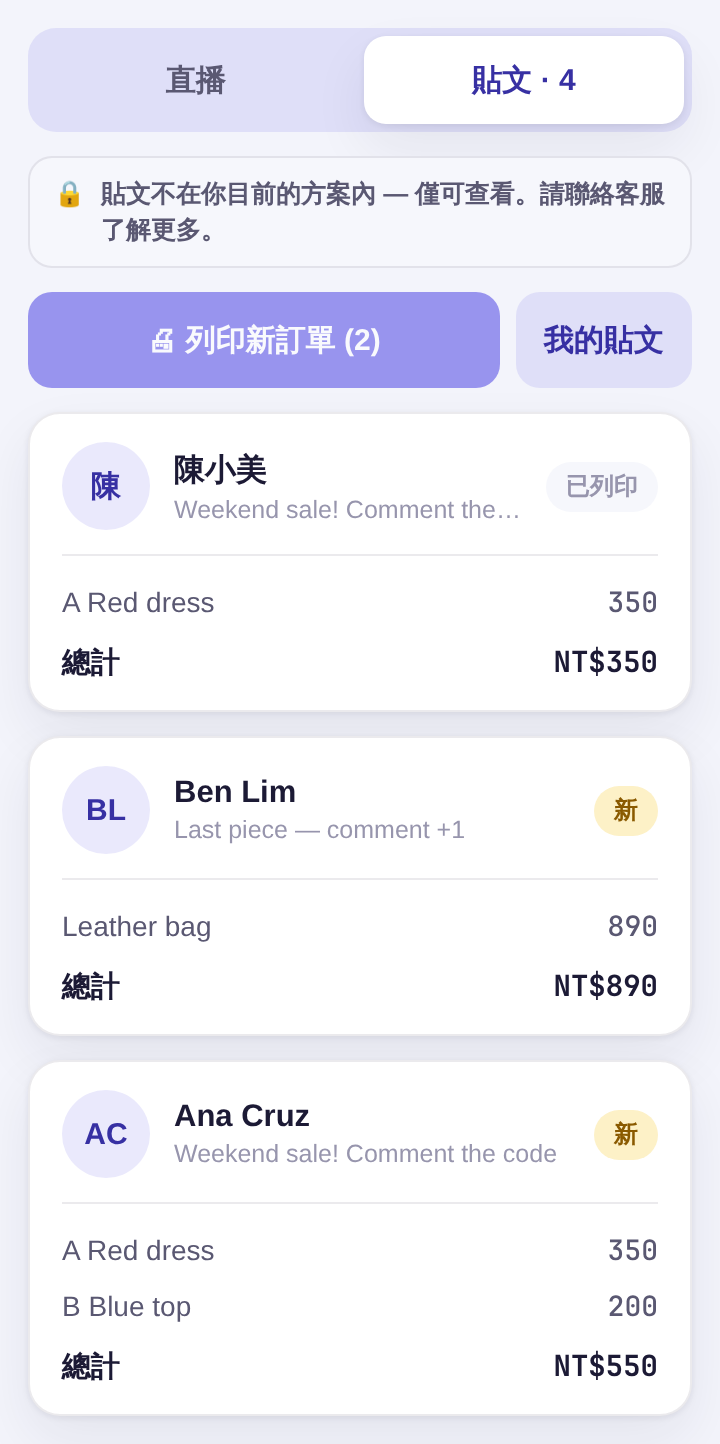 直播
貼文 · 4
🔒 貼文不在你目前的方案內 — 僅可查看。請聯絡客服
了解更多。
🖨 列印新訂單 (2)
我的貼文
陳
陳小美
Weekend sale! Comment the…
已列印
A Red dress 350
總計 NT$350
BL
Ben Lim
Last piece — comment +1
新
Leather bag 890
總計 NT$890
AC
Ana Cruz
Weekend sale! Comment the code
新
A Red dress 350
B Blue top 200
總計 NT$550